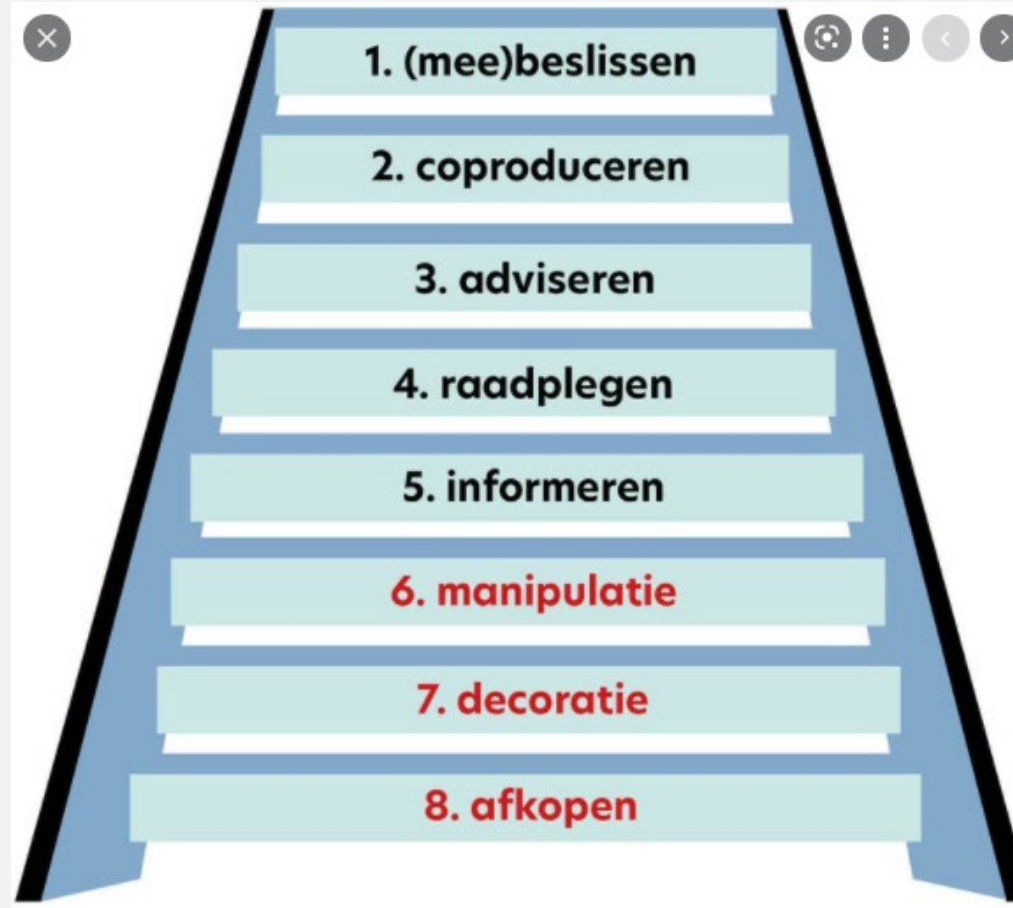 1. (mee)beslissen
2. coproduceren
3. adviseren
4. raadplegen
5. informeren
6. manipulatie
7. decoratie
8. afkopen